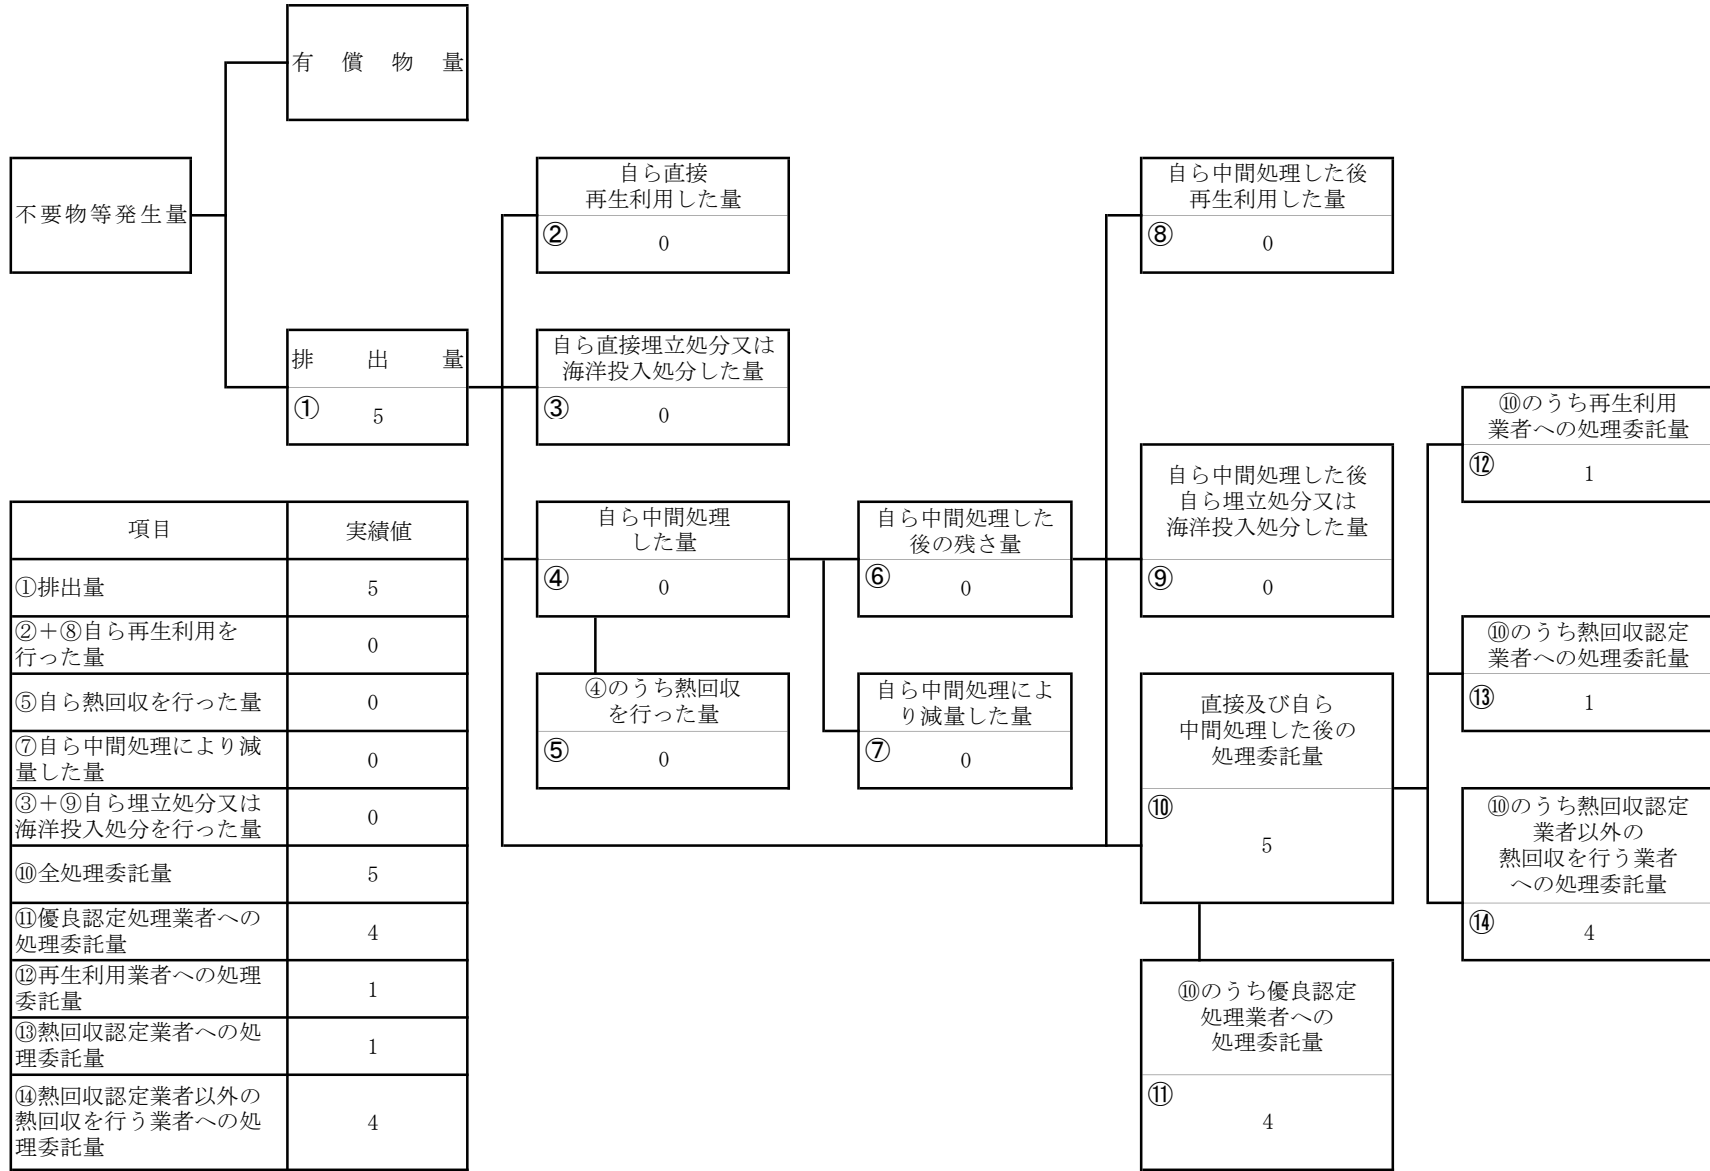 有償物量
不要物等発生量
排出量
① 5
自ら直接
再生利用した量
② 0
自ら直接埋立処分又は
海洋投入処分した量
③ 0
自ら中間処理
した量
④ 0
④のうち熱回収
を行った量
⑤ 0
自ら中間処理した
後の残さ量
⑥ 0
自ら中間処理によ
り減量した量
⑦ 0
自ら中間処理した後
再生利用した量
⑧ 0
自ら中間処理した後
自ら埋立処分又は
海洋投入処分した量
⑨ 0
直接及び自ら
中間処理した後の
処理委託量
⑩
5
⑩のうち優良認定
処理業者への
処理委託量
⑪
4
⑩のうち再生利用
業者への処理委託量
⑫ 1
⑩のうち熱回収認定
業者への処理委託量
⑬ 1
⑩のうち熱回収認定
業者以外の
熱回収を行う業者
への処理委託量
⑭ 4
項目 実績値
①排出量 5
②＋⑧自ら再生利用を
行った量 0
⑤自ら熱回収を行った量 0
⑦自ら中間処理により減
量した量 0
③＋⑨自ら埋立処分又は
海洋投入処分を行った量 0
⑩全処理委託量 5
⑪優良認定処理業者への
処理委託量 4
⑫再生利用業者への処理
委託量 1
⑬熱回収認定業者への処
理委託量 1
⑭熱回収認定業者以外の
熱回収を行う業者への処
理委託量 4